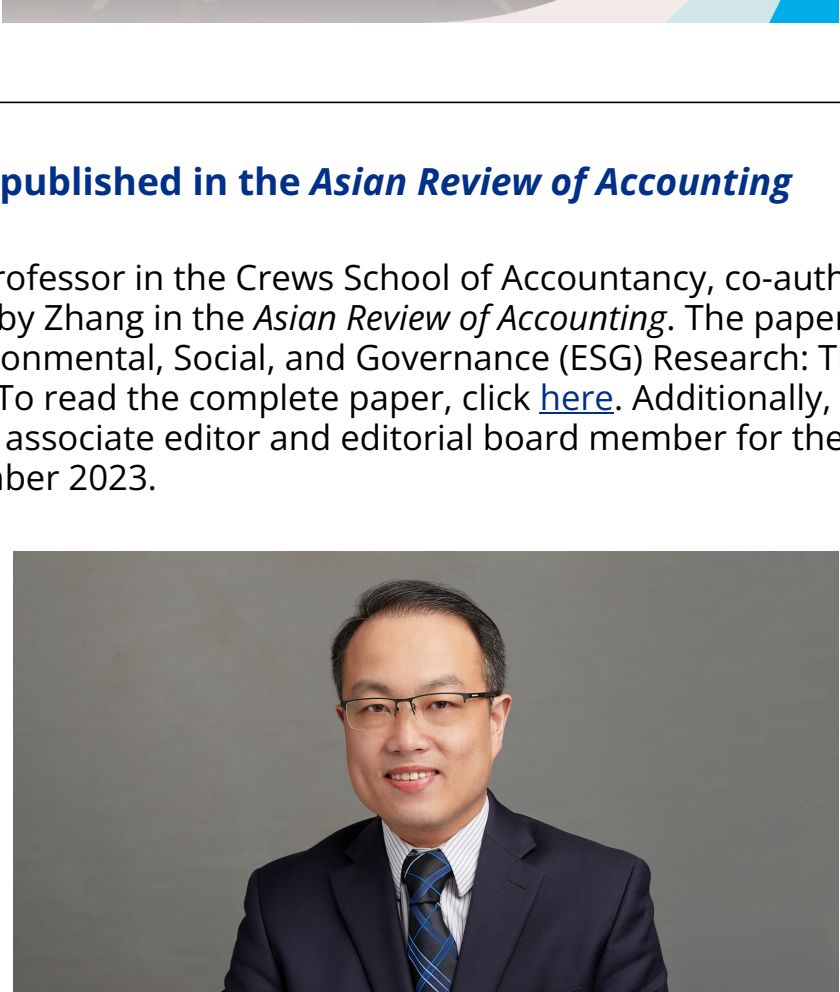 published in the Asian Review of Accounting
rofessor in the Crews School of Accountancy, co-auth
by Zhang in the Asian Review of Accounting. The paper
onmental, Social, and Governance (ESG) Research: T
To read the complete paper, click here. Additionally,
associate editor and editorial board member for the
ber 2023.